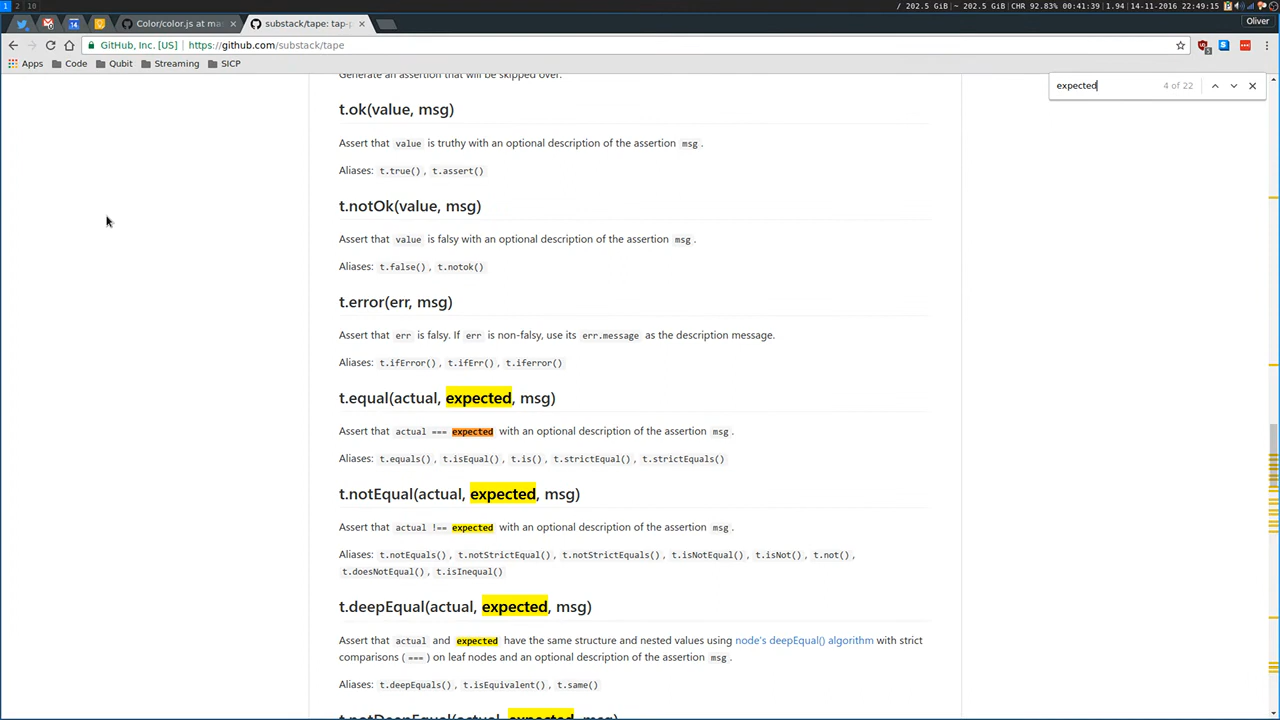 1 2 10
/ 202.5 GiB~ ~ 202.5 GiB| CHR 92.83% 00:41:39 |1.94| 14-11-2016 22:49:15
Color/color.js at ma
substack/tape: tap-p
Oliver
GitHub, Inc. [US] https://github.com/substack/tape
Apps Code Qubit Streaming SICP
expected 4 of 22
Generate an assertion that will be skipped over.
t.ok(value, msg)
Assert that value is truthy with an optional description of the assertion msg .
Aliases: t.true() , t.assert()
t.notOk(value, msg)
Assert that value is falsy with an optional description of the assertion msg .
Aliases: t.false() , t.notok()
t.error(err, msg)
Assert that err is falsy. If err is non-falsy, use its err.message as the description message.
Aliases: t.ifError() , t.ifErr() , t.iferror()
t.equal(actual, expected, msg)
Assert that actual === expected with an optional description of the assertion msg .
Aliases: t.equals() , t.isEqual() , t.is() , t.strictEqual() , t.strictEquals()
t.notEqual(actual, expected, msg)
Assert that actual !== expected with an optional description of the assertion msg .
Aliases: t.notEquals() , t.notStrictEqual() , t.notStrictEquals() , t.isNotEqual() , t.isNot() , t.not() ,
t.doesNotEqual() , t.isInequal()
t.deepEqual(actual, expected, msg)
Assert that actual and expected have the same structure and nested values using node's deepEqual() algorithm with strict
comparisons ( === ) on leaf nodes and an optional description of the assertion msg .
Aliases: t.deepEquals() , t.isEquivalent() , t.same()
t.notDeepEqual(actual, expected, msg)